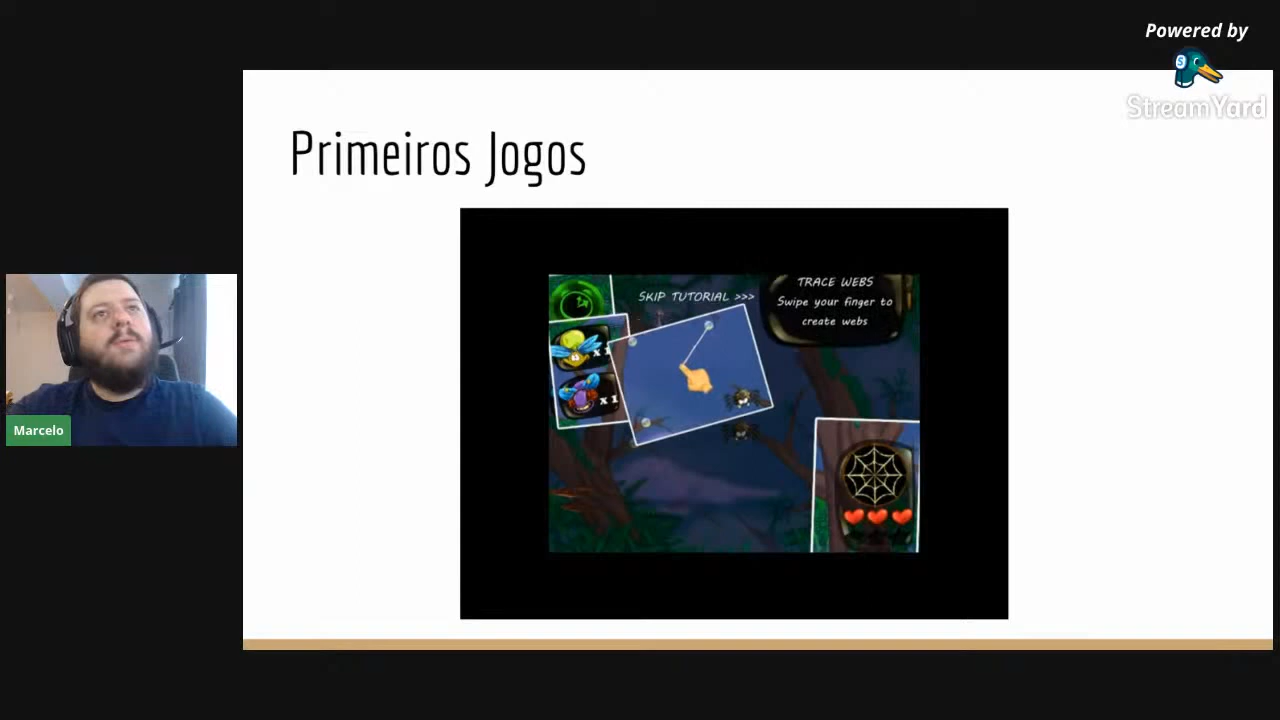 Powered by
StreamYard
Primeiros Jogos
SKIP TUTORIAL >>>
TRACE WEBS
Swipe your finger to
create webs
x1
x1
Marcelo